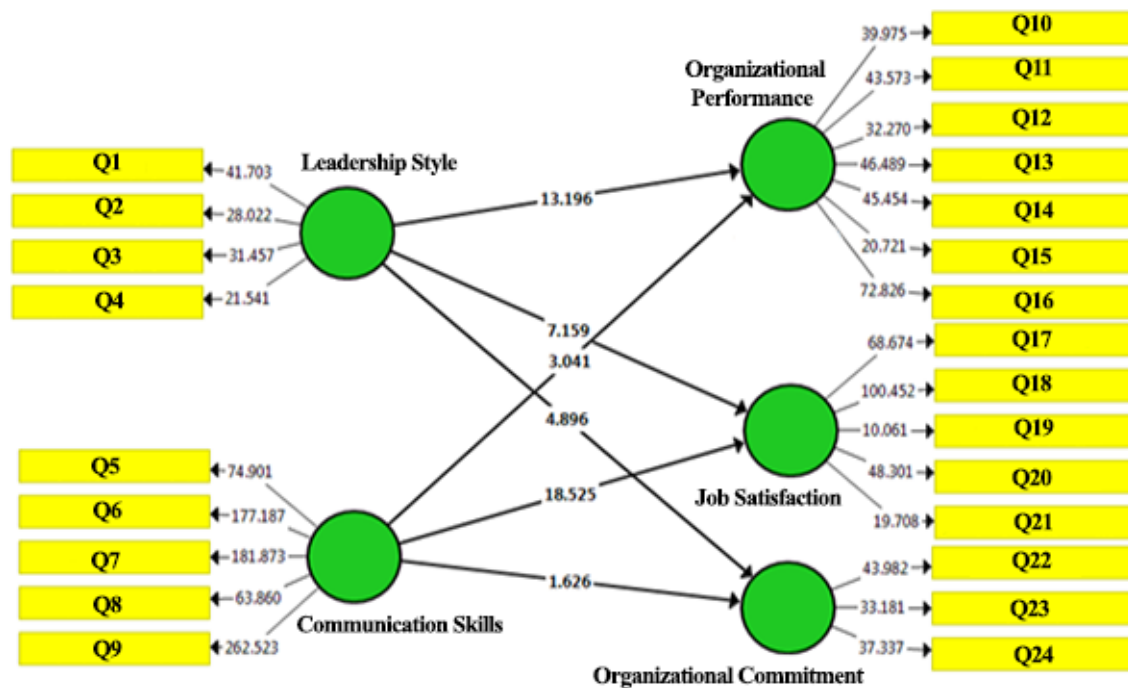 Q1
Q2
Q3
Q4
41.703
28.022
31.457
21.541
Leadership Style
Q5
Q6
Q7
Q8
Q9
74.901
177.187
181.873
63.860
262.523
Communication Skills
13.196
7.159
3.041
4.896
18.525
1.626
Organizational
Performance
39.975
43.573
32.270
46.489
45.454
20.721
72.826
Q10
Q11
Q12
Q13
Q14
Q15
Q16
Job Satisfaction
68.674
100.452
10.061
48.301
19.708
Q17
Q18
Q19
Q20
Q21
Organizational Commitment
43.982
33.181
37.337
Q22
Q23
Q24